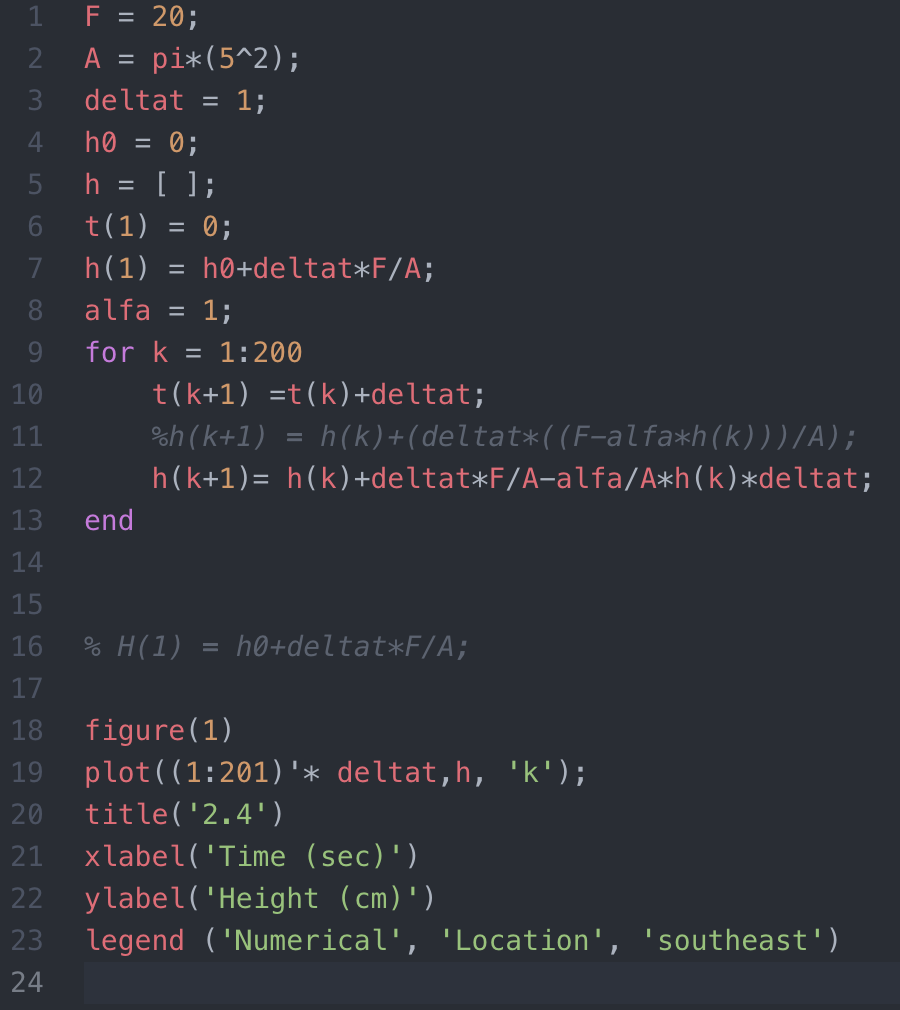 1 F = 20;
2 A = pi*(5^2);
3 deltat = 1;
4 h0 = 0;
5 h = [ ];
6 t(1) = 0;
7 h(1) = h0+deltat*F/A;
8 alfa = 1;
9 for k = 1:200
10     t(k+1) =t(k)+deltat;
11     %h(k+1) = h(k)+(deltat*((F-alfa*h(k)))/A);
12     h(k+1)= h(k)+deltat*F/A-alfa/A*h(k)*deltat;
13 end
14
15
16 % H(1) = h0+deltat*F/A;
17
18 figure(1)
19 plot((1:201)'* deltat,h, 'k');
20 title('2.4')
21 xlabel('Time (sec)')
22 ylabel('Height (cm)')
23 legend ('Numerical', 'Location', 'southeast')
24